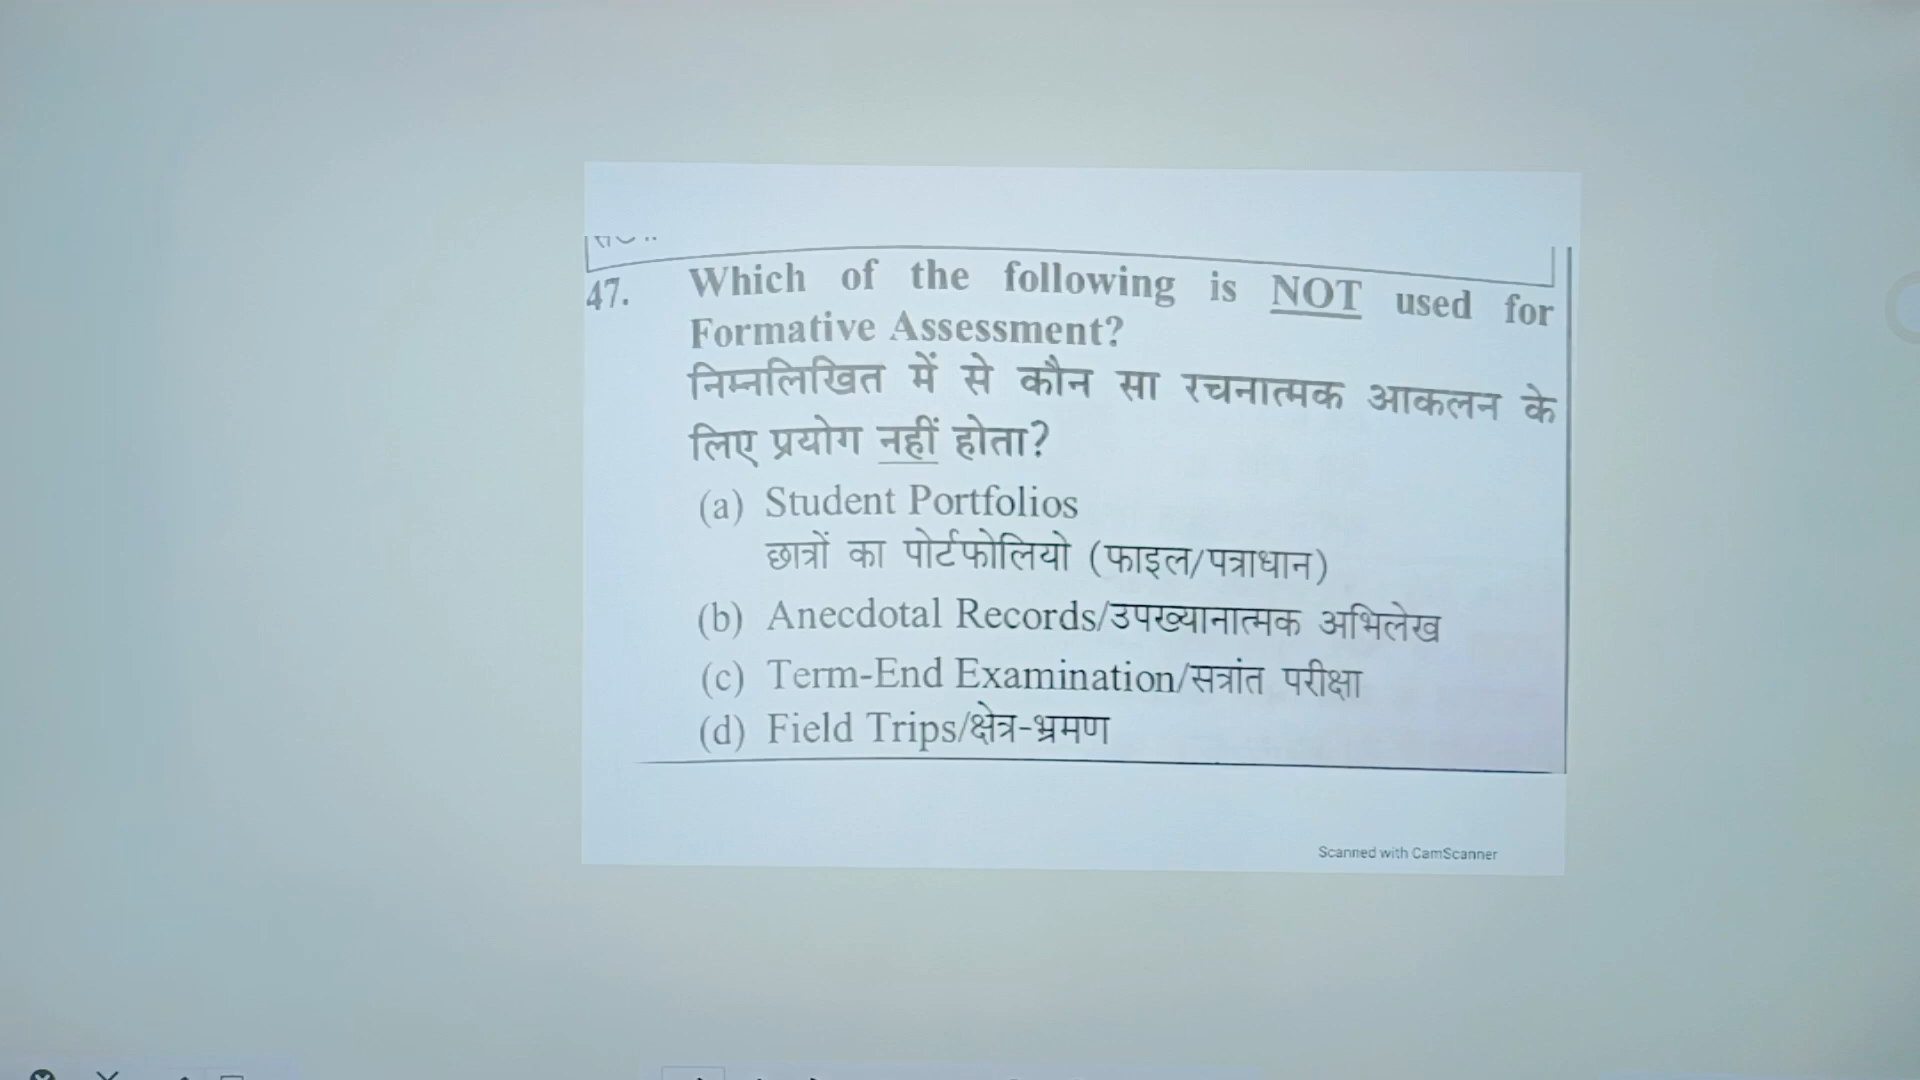 47. Which of the following is NOT used for
Formative Assessment?
निम्नलिखित में से कौन सा रचनात्मक आकलन के
लिए प्रयोग नहीं होता?
(a) Student Portfolios
छात्रों का पोर्टफोलियो (फाइल/पत्राधान)
(b) Anecdotal Records/उपख्यानात्मक अभिलेख
(c) Term-End Examination/सत्रांत परीक्षा
(d) Field Trips/क्षेत्र-भ्रमण
Scanned with CamScanner